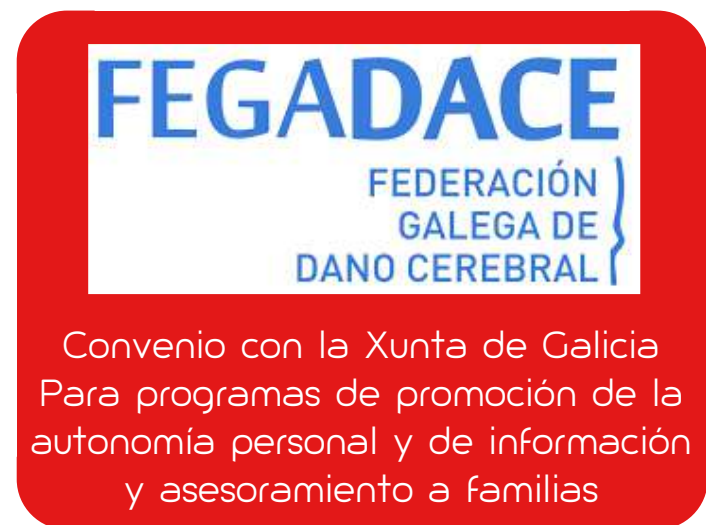 FEGADACE
FEDERACIÓN
GALEGA DE
DANO CEREBRAL
Convenio con la Xunta de Galicia
Para programas de promoción de la
autonomía personal y de información
y asesoramiento a familias